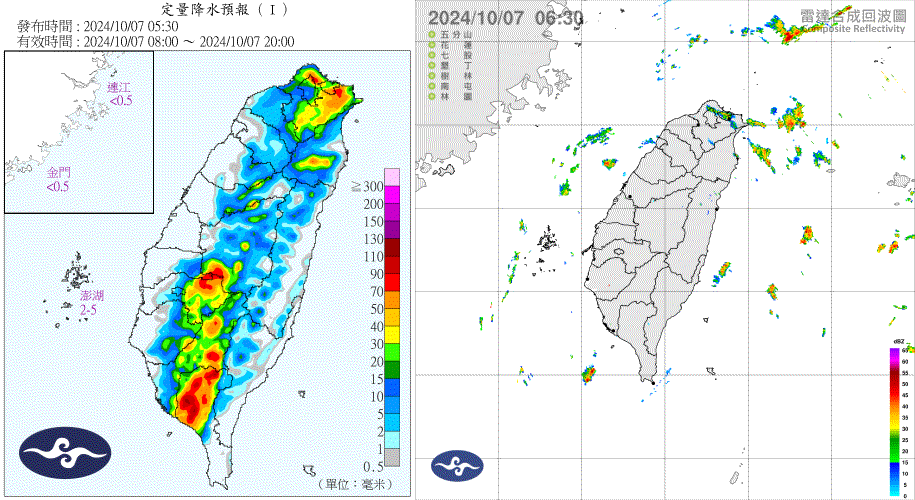 定量降水預報（Ⅰ）
發布時間：2024/10/07 05:30
有效時間：2024/10/07 08:00 ～ 2024/10/07 20:00
連江
<0.5
金門
<0.5
澎湖
2-5
≥ 300
200
150
130
110
90
70
50
40
30
20
15
10
5
2
1
0.5
（單位：毫米）
2024/10/07 06:30
雷達合成回波圖
Composite Reflectivity
五分山
花蓮
七股
墾丁
樹林
南屯
林園
dBZ
65
60
55
50
45
40
35
30
25
20
15
10
5
0